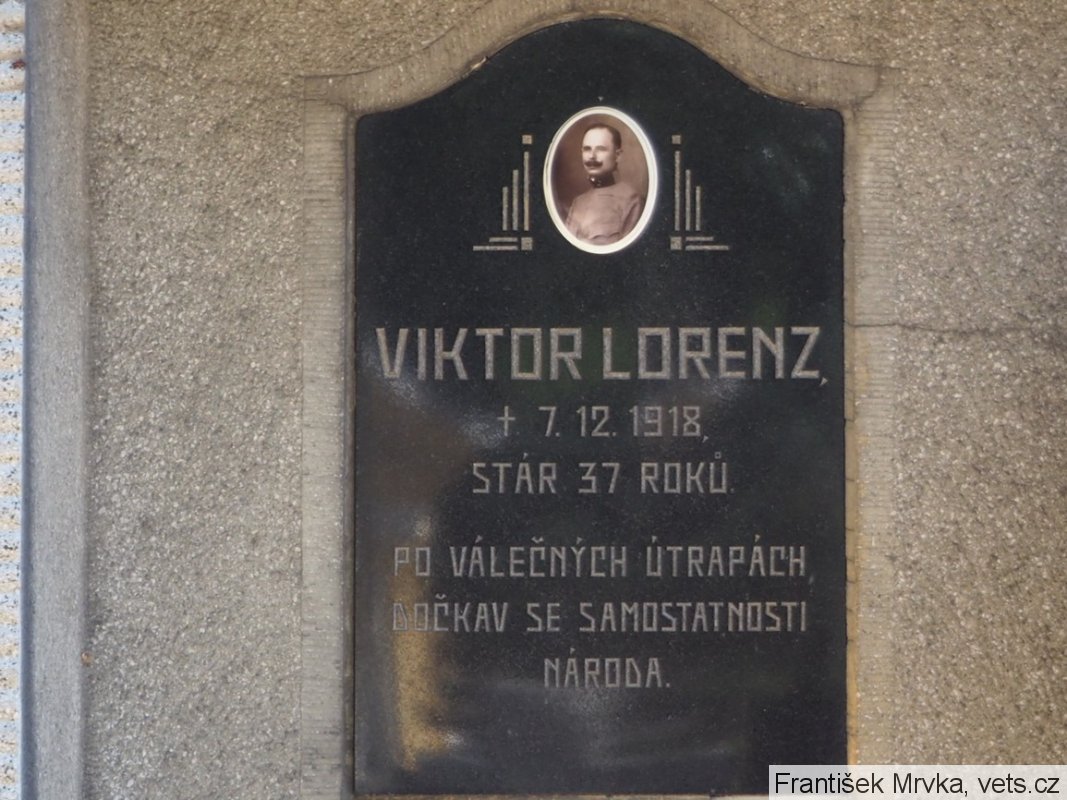 VIKTOR LORENZ,
† 7. 12. 1918,
STÁR 37 ROKŮ.
PO VÁLEČNÝCH ÚTRAPÁCH,
DOČKAV SE SAMOSTATNOSTI
NÁRODA.
František Mrvka, vets.cz